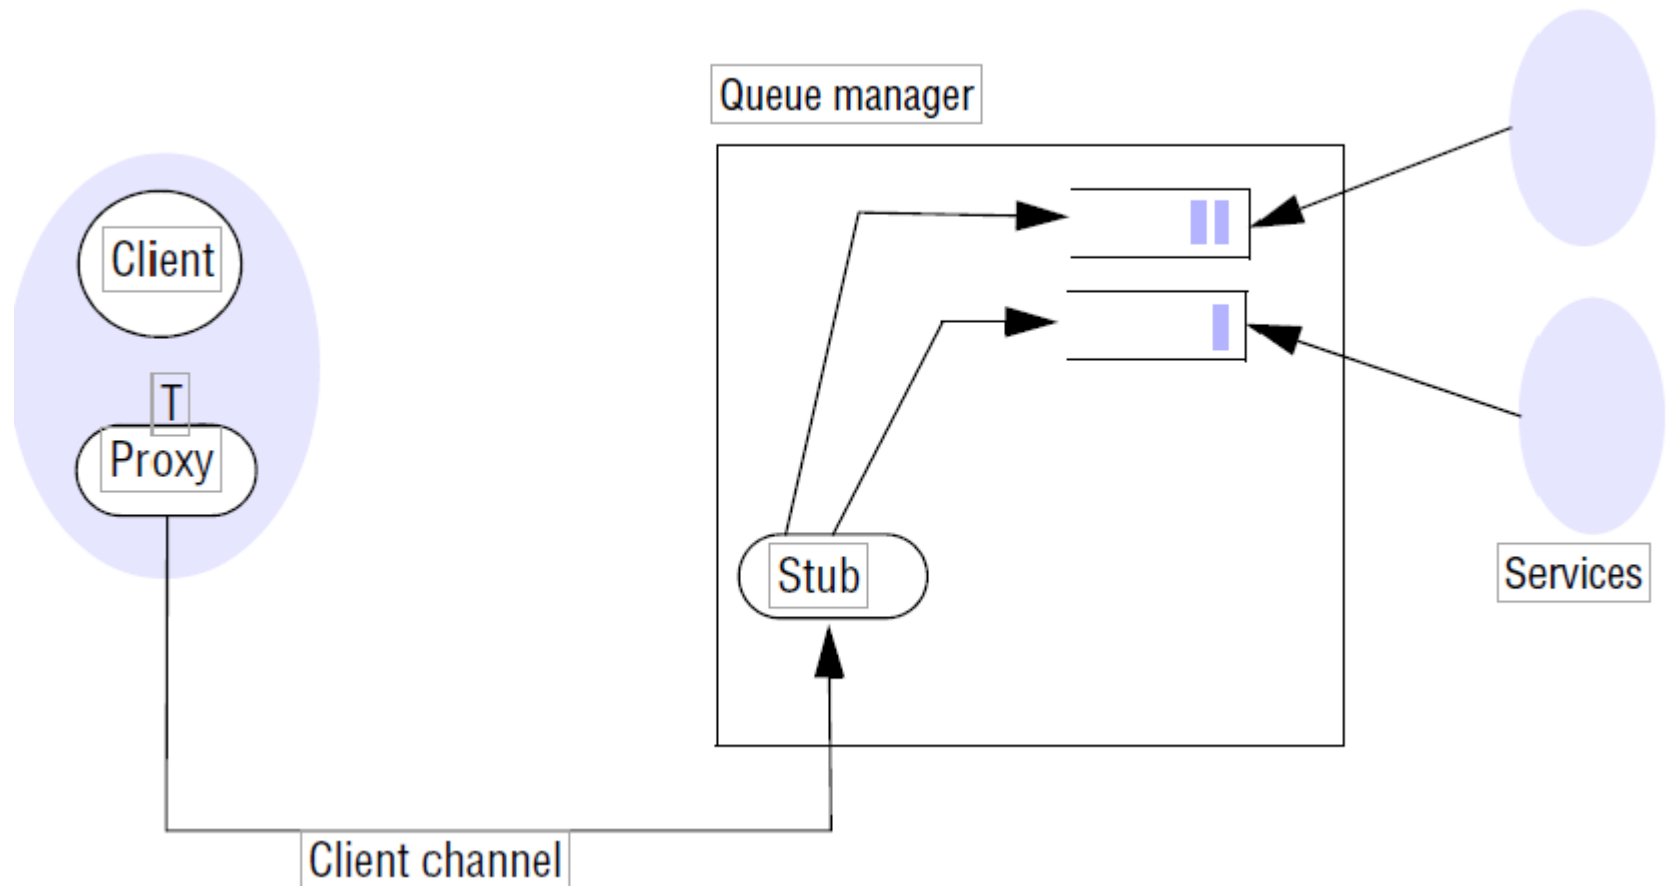 Queue manager
Client
T
Proxy
Stub
Services
Client channel